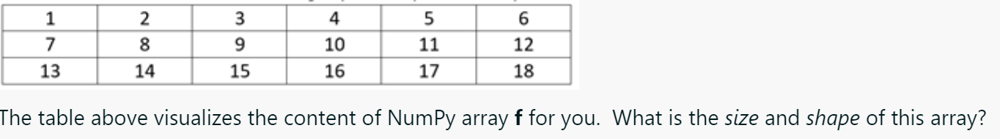 1 2 3 4 5 6
7 8 9 10 11 12
13 14 15 16 17 18
The table above visualizes the content of NumPy array f for you. What is the size and shape of this array?